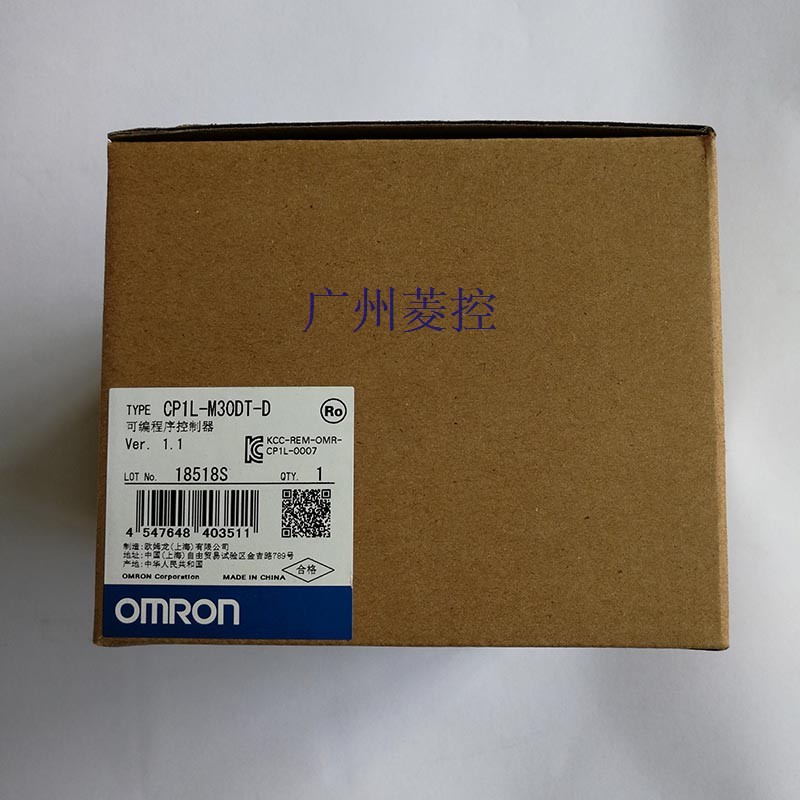 广州菱控
TYPE CP1L-M30DT-D
Ro
可编程序控制器
Ver. 1.1
KCC-REM-OMR-
CP1L-0007
LOT No. 18518S QTY. 1
4 547648 403511
制造:欧姆龙(上海)有限公司
地址:中国(上海)自由贸易试验区金吉路789号
产地:中华人民共和国
合格
OMRON Corporation MADE IN CHINA
OMRON